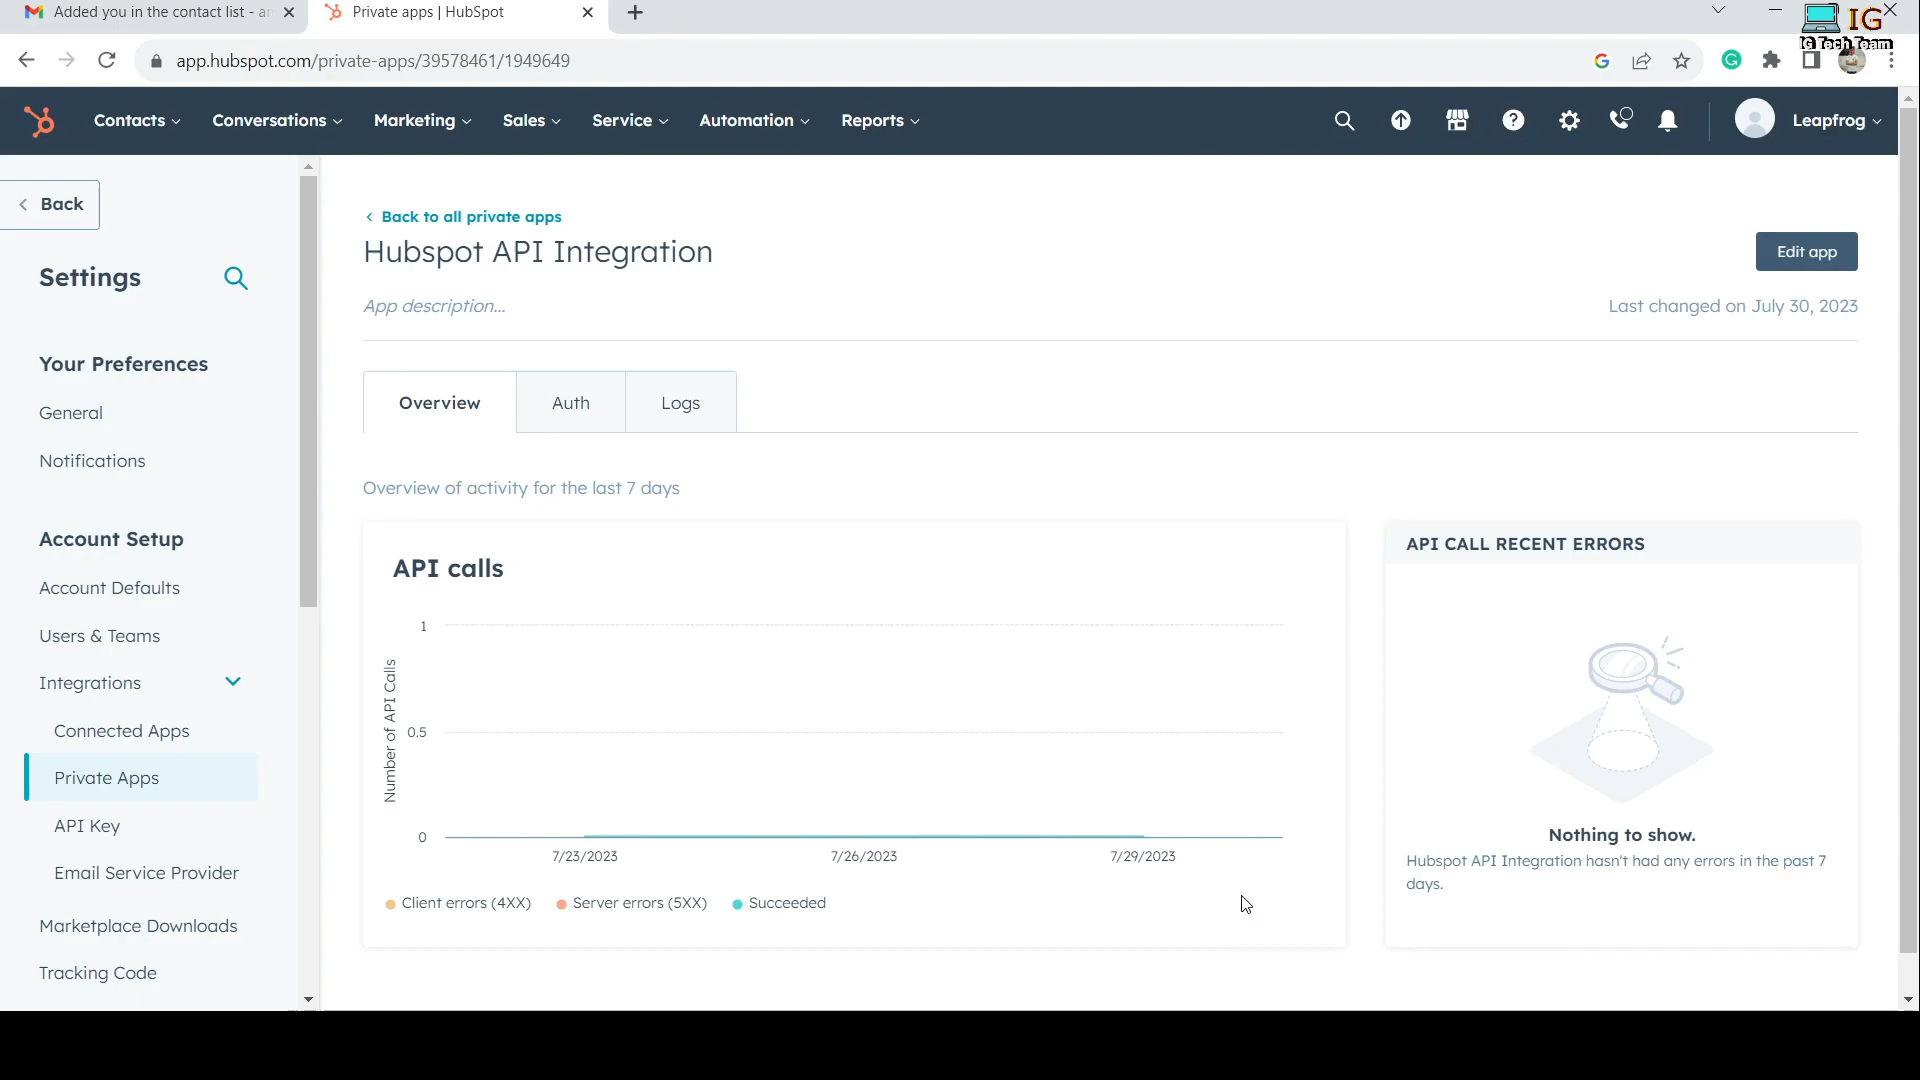 Added you in the contact list - a
Private apps | HubSpot
IG
IG Tech Team
app.hubspot.com/private-apps/39578461/1949649
Contacts
Conversations
Marketing
Sales
Service
Automation
Reports
Leapfrog
Back
Settings
Your Preferences
General
Notifications
Account Setup
Account Defaults
Users & Teams
Integrations
Connected Apps
Private Apps
API Key
Email Service Provider
Marketplace Downloads
Tracking Code
Back to all private apps
Hubspot API Integration
Edit app
App description...
Last changed on July 30, 2023
Overview
Auth
Logs
Overview of activity for the last 7 days
API calls
Number of API Calls
1
0.5
0
7/23/2023
7/26/2023
7/29/2023
Client errors (4XX)
Server errors (5XX)
Succeeded
API CALL RECENT ERRORS
Nothing to show.
Hubspot API Integration hasn't had any errors in the past 7
days.